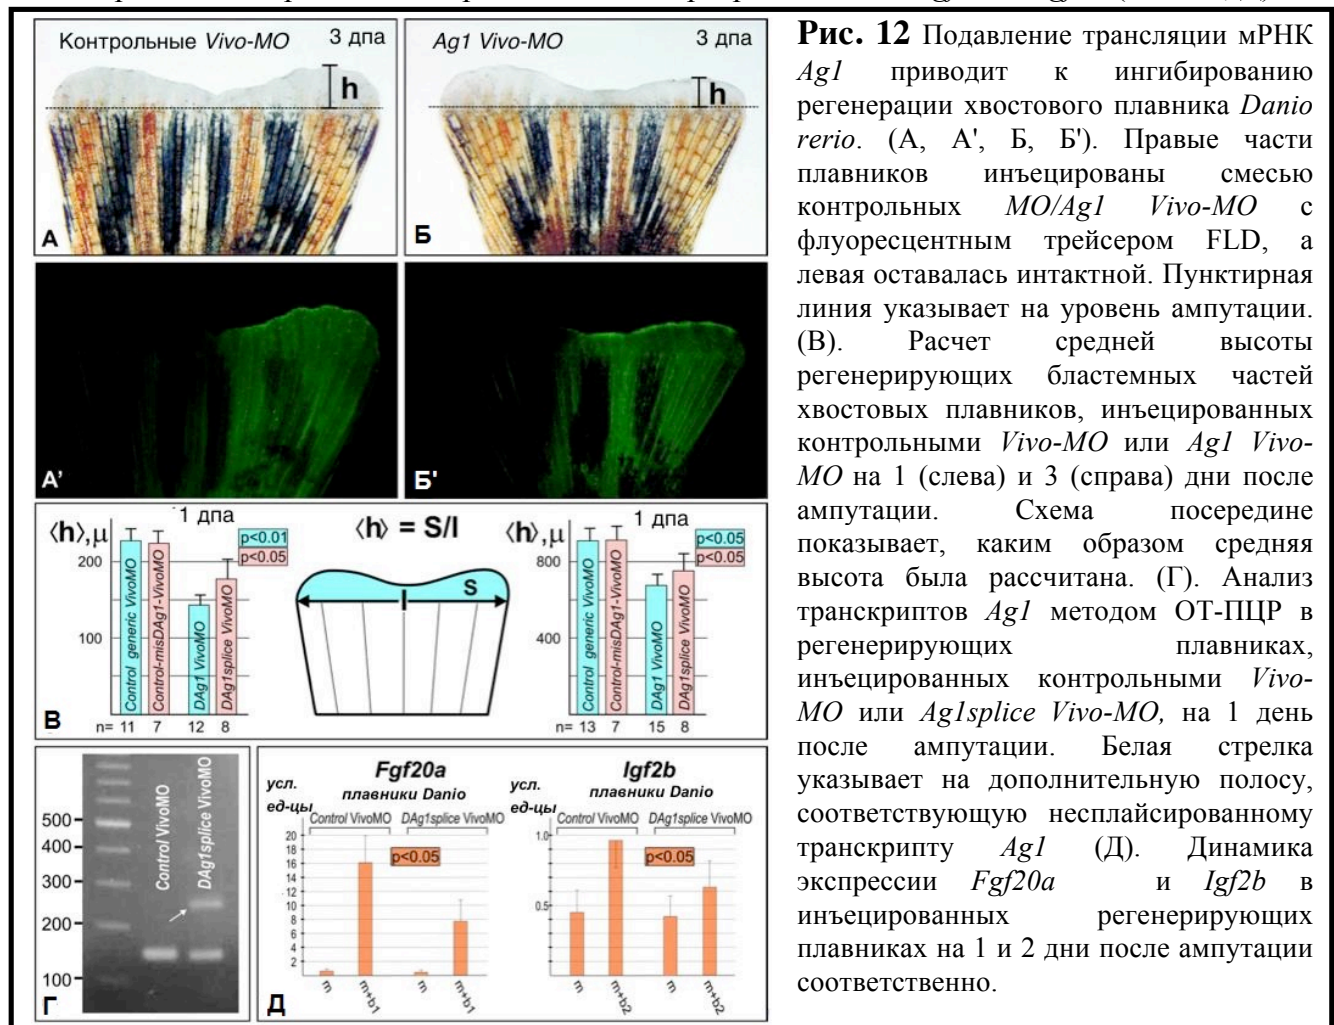 Контрольные Vivo-MO 3 дпа
h
А
Ag1 Vivo-MO 3 дпа
h
Б
А'
Б'
⟨h⟩,μ
1 дпа
200
100
p<0.01
p<0.05
Control generic VivoMO
Control-misDAg1-VivoMO
DAg1 VivoMO
DAg1splice VivoMO
n= 11 7 12 8
В
⟨h⟩ = S/l
S
l
⟨h⟩,μ
1 дпа
800
400
p<0.05
p<0.05
Control generic VivoMO
Control-misDAg1-VivoMO
DAg1 VivoMO
DAg1splice VivoMO
n= 13 7 15 8
500
400
300
200
100
Control VivoMO
DAg1splice VivoMO
Г
Fgf20a
плавники Danio
усл.
ед-цы
Control VivoMO DAg1splice VivoMO
20
18
16
14
12
10
8
6
4
2
p<0.05
m m+b1 m m+b1
Д
Igf2b
плавники Danio
усл.
ед-цы
Control VivoMO DAg1splice VivoMO
1.0
0.5
p<0.05
m m+b2 m m+b2
Рис. 12 Подавление трансляции мРНК
Ag1 приводит к ингибированию
регенерации хвостового плавника Danio
rerio. (А, А', Б, Б'). Правые части
плавников инъецированы смесью
контрольных MO/Ag1 Vivo-MO с
флуоресцентным трейсером FLD, а
левая оставалась интактной. Пунктирная
линия указывает на уровень ампутации.
(В). Расчет средней высоты
регенерирующих бластемных частей
хвостовых плавников, инъецированных
контрольными Vivo-MO или Ag1 Vivo-
MO на 1 (слева) и 3 (справа) дни после
ампутации. Схема посередине
показывает, каким образом средняя
высота была рассчитана. (Г). Анализ
транскриптов Ag1 методом ОТ-ПЦР в
регенерирующих плавниках,
инъецированных контрольными Vivo-
MO или Ag1splice Vivo-MO, на 1 день
после ампутации. Белая стрелка
указывает на дополнительную полосу,
соответствующую несплайсированному
транскрипту Ag1 (Д). Динамика
экспрессии Fgf20a и Igf2b в
инъецированных регенерирующих
плавниках на 1 и 2 дни после ампутации
соответственно.